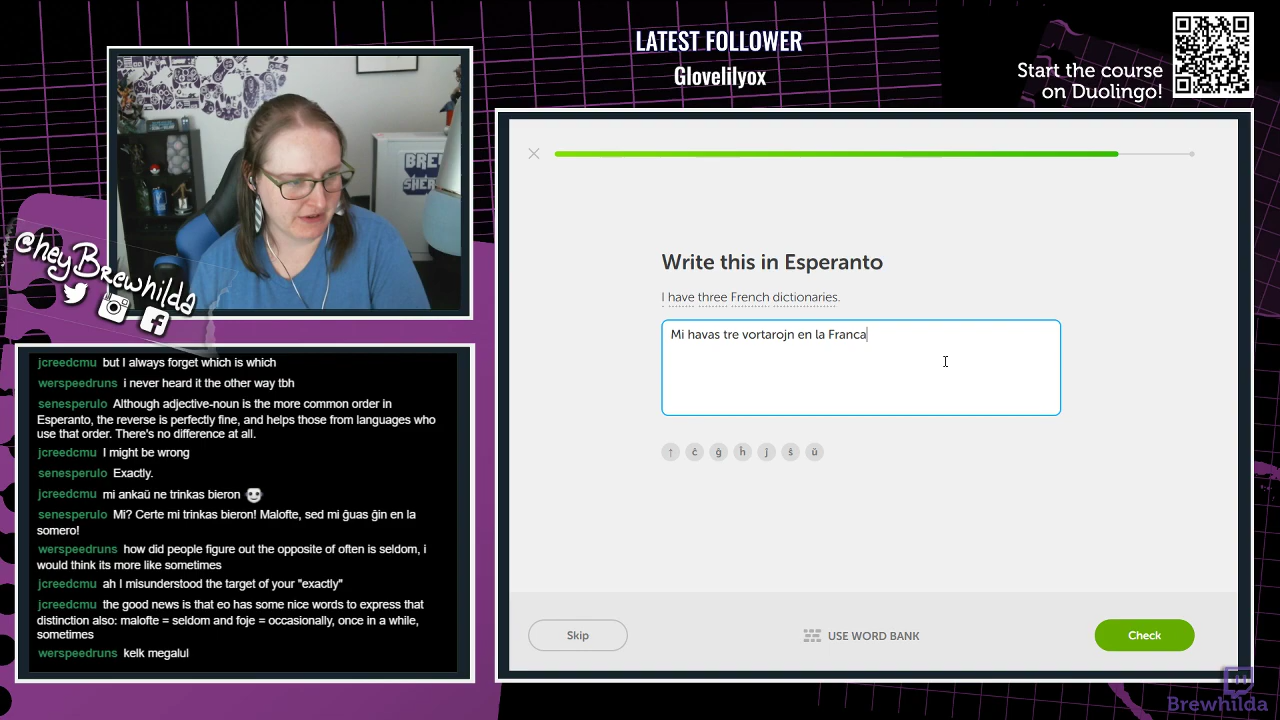 LATEST FOLLOWER
Glovelilyox
Start the course
on Duolingo!
@heyBrewhilda
Write this in Esperanto
I have three French dictionaries.
Mi havas tre vortarojn en la Franca
↑ ĉ ĝ ĥ ĵ ŝ ŭ
Skip
USE WORD BANK
Check
jcreedcmu but I always forget which is which
werspeedruns i never heard it the other way tbh
senesperulo Although adjective-noun is the more common order in
Esperanto, the reverse is perfectly fine, and helps those from languages who
use that order. There's no difference at all.
jcreedcmu I might be wrong
senesperulo Exactly.
jcreedcmu mi ankaŭ ne trinkas bieron
senesperulo Mi? Certe mi trinkas bieron! Malofte, sed mi ĝuas ĝin en la
somero!
werspeedruns how did people figure out the opposite of often is seldom, i
would think its more like sometimes
jcreedcmu ah I misunderstood the target of your "exactly"
jcreedcmu the good news is that eo has some nice words to express that
distinction also: malofte = seldom and foje = occasionally, once in a while,
sometimes
werspeedruns kelk megalul
Brewhilda